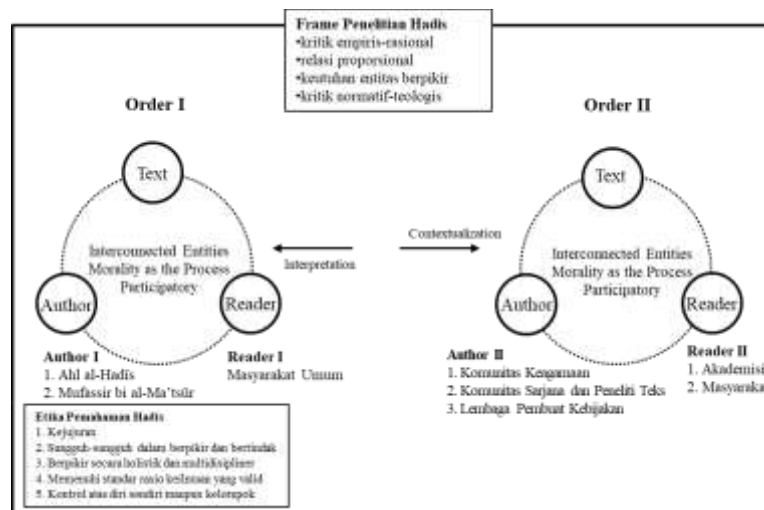 Frame Penelitian Hadis
•kritik empiris-rasional
•relasi proporsional
•keutuhan entitas berpikir
•kritik normatif-teologis
Order I
Text
Interconnected Entities
Morality as the Process
Participatory
Author
Reader
Author I
1. Ahl al-Hadīs
2. Mufassir bi al-Ma'tsūr
Reader I
Masyarakat Umum
Etika Pemahaman Hadis
1. Kejujuran
2. Sungguh-sungguh dalam berpikir dan bertindak
3. Berpikir secara holistik dan multidisipliner
4. Memenuhi standar rasio keilmuan yang valid
5. Kontrol atas diri sendiri maupun kelompok
Interpretation
Contextualization
Order II
Text
Interconnected Entities
Morality as the Process
Participatory
Author
Reader
Author II
1. Komunitas Keagamaan
2. Komunitas Sarjana dan Peneliti Teks
3. Lembaga Pembuat Kebijakan
Reader II
1. Akademisi
2. Masyarakat